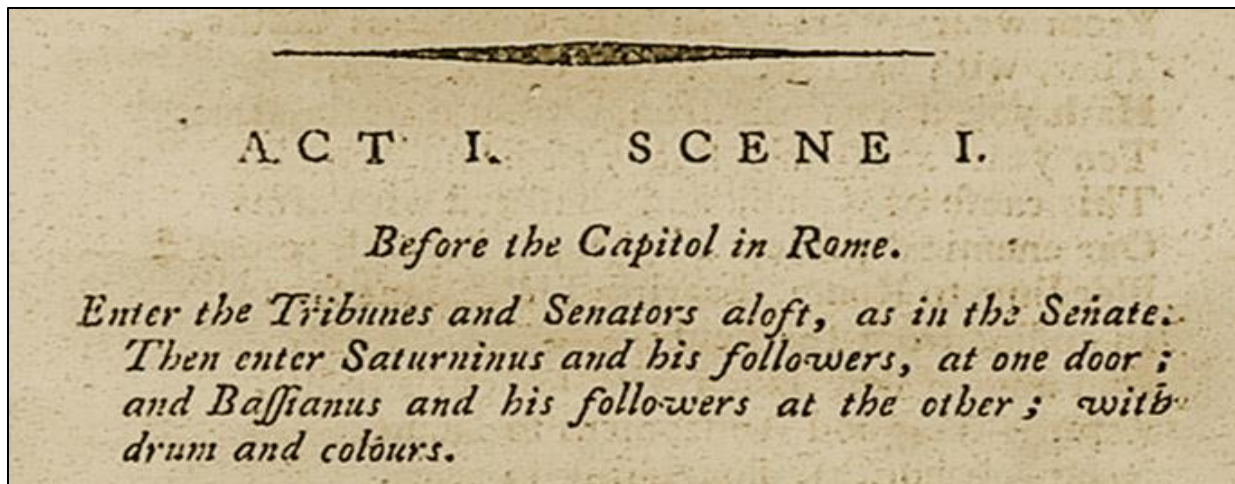 ACT I. SCENE I.
Before the Capitol in Rome.
Enter the Tribunes and Senators aloft, as in the Senate.
Then enter Saturninus and his followers, at one door;
and Baſſianus and his followers at the other; with
drum and colours.